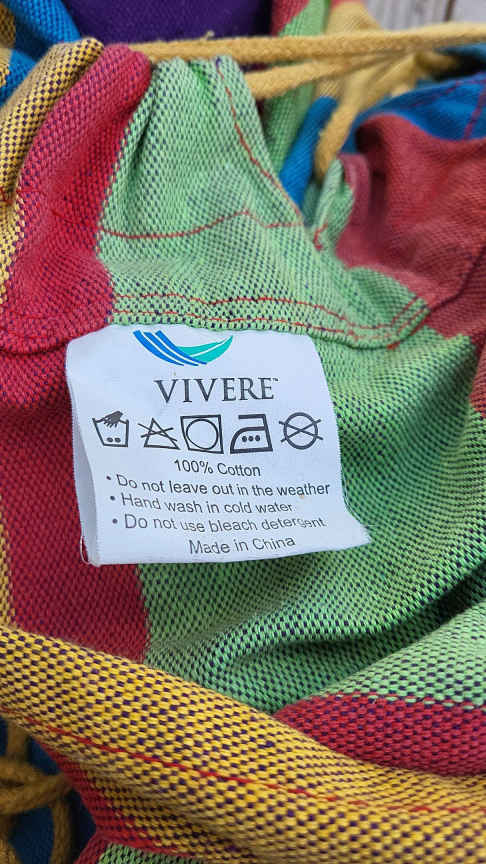 VIVERE™
100% Cotton
• Do not leave out in the weather
• Hand wash in cold water
• Do not use bleach detergent
Made in China